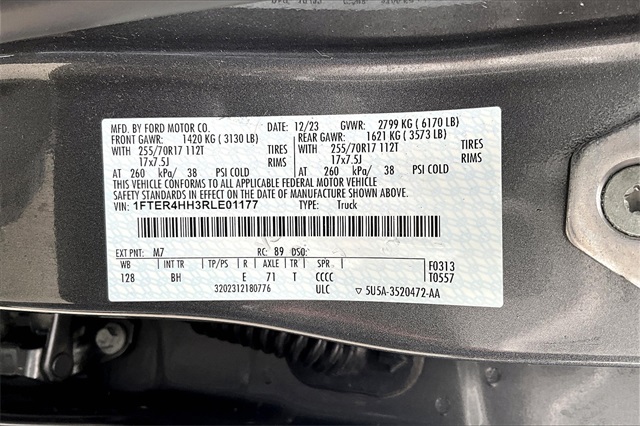 MFD. BY FORD MOTOR CO. DATE: 12/23 GVWR: 2799 KG ( 6170 LB)
FRONT GAWR: 1420 KG ( 3130 LB) REAR GAWR: 1621 KG ( 3573 LB)
WITH 255/70R17 112T TIRES WITH 255/70R17 112T TIRES
17x7.5J RIMS 17x7.5J RIMS
AT 260 kPa/ 38 PSI COLD AT 260 kPa/ 38 PSI COLD
THIS VEHICLE CONFORMS TO ALL APPLICABLE FEDERAL MOTOR VEHICLE
SAFETY STANDARDS IN EFFECT ON THE DATE OF MANUFACTURE SHOWN ABOVE.
VIN: 1FTER4HH3RLE01177 TYPE: Truck
EXT PNT: M7 RC: 89 DSO:
WB INT TR TP/PS R AXLE TR SPR F0313
128 BH E 71 T CCCC T0557
3202312180776 ULC ▽ 5U5A-3520472-AA